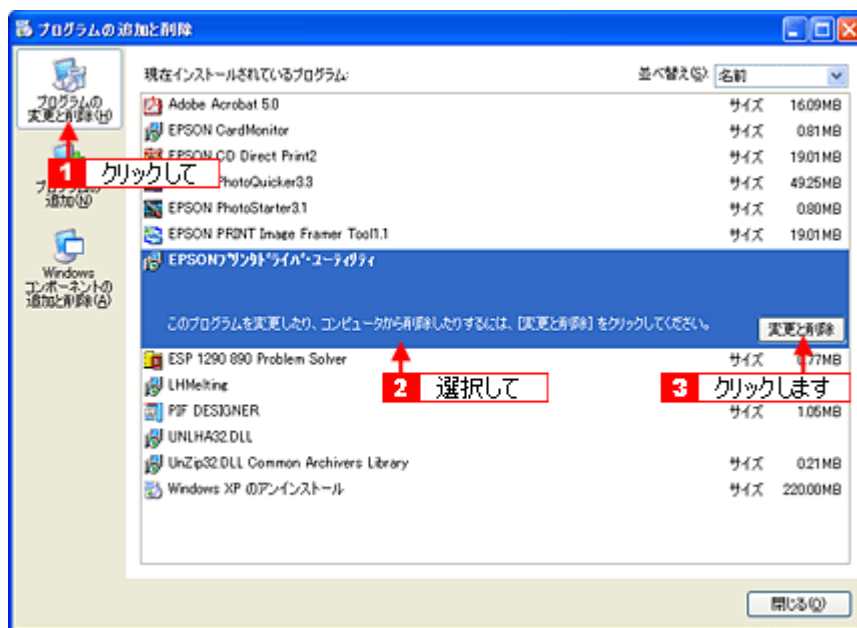 プログラムの追加と削除
現在インストールされているプログラム:
並べ替え(S):
名前
プログラムの
変更と削除(H)
1 クリックして
プログラムの
追加(N)
Windows
コンポーネントの
追加と削除(A)
Adobe Acrobat 5.0 サイズ 16.09MB
EPSON CardMonitor サイズ 0.81MB
EPSON CD Direct Print2 サイズ 19.01MB
PhotoQuicker3.3 サイズ 49.25MB
EPSON PhotoStarter3.1 サイズ 0.80MB
EPSON PRINT Image Framer Tool1.1 サイズ 19.01MB
EPSONプリンタドライバ・ユーティリティ
このプログラムを変更したり、コンピュータから削除したりするには、[変更と削除] をクリックしてください。
変更と削除
ESP 1290 890 Problem Solver サイズ 0.77MB
2 選択して
3 クリックします
LHMelting
PIF DESIGNER サイズ 1.05MB
UNLHA32.DLL
UnZip32.DLL Common Archivers Library サイズ 0.21MB
Windows XP のアンインストール サイズ 220.00MB
閉じる(O)